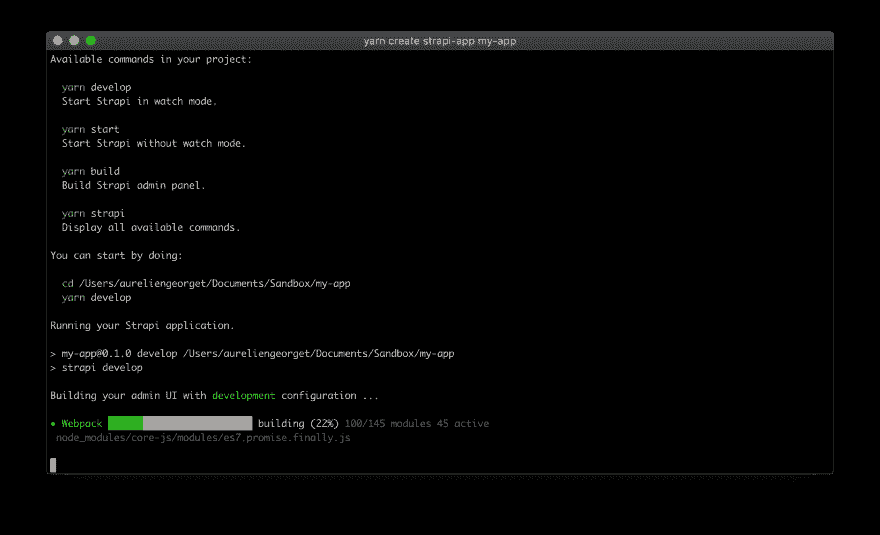 yarn create strapi-app my-app
Available commands in your project:
yarn develop
Start Strapi in watch mode.
yarn start
Start Strapi without watch mode.
yarn build
Build Strapi admin panel.
yarn strapi
Display all available commands.
You can start by doing:
cd /Users/aureliengeorget/Documents/Sandbox/my-app
yarn develop
Running your Strapi application.
> my-app@0.1.0 develop /Users/aureliengeorget/Documents/Sandbox/my-app
> strapi develop
Building your admin UI with development configuration ...
● Webpack building (22%) 100/145 modules 45 active
node_modules/core-js/modules/es7.promise.finally.js